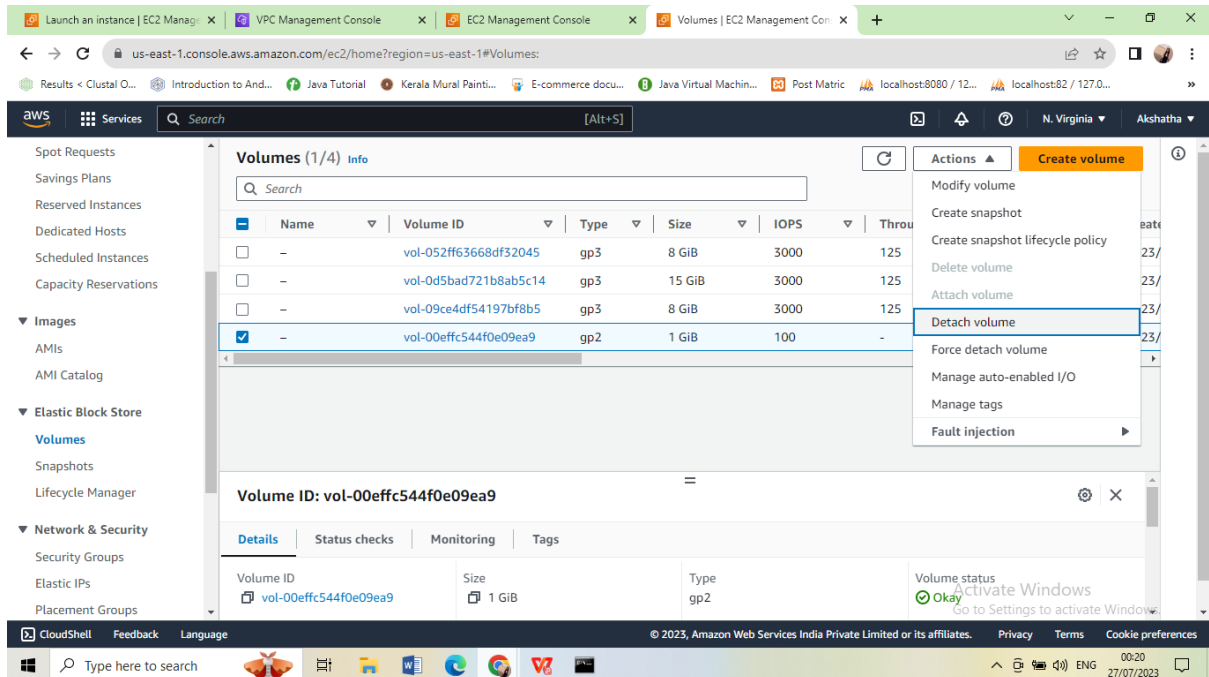 Launch an instance | EC2 Manage
VPC Management Console
EC2 Management Console
Volumes | EC2 Management Con
us-east-1.console.aws.amazon.com/ec2/home?region=us-east-1#Volumes:
Results < Clustal O... Introduction to And... Java Tutorial Kerala Mural Painti... E-commerce docu... Java Virtual Machin... Post Matric localhost:8080 / 12... localhost:82 / 127.0... »
aws Services Search [Alt+S] N. Virginia Akshatha
Spot Requests
Savings Plans
Reserved Instances
Dedicated Hosts
Scheduled Instances
Capacity Reservations
Images
AMIs
AMI Catalog
Elastic Block Store
Volumes
Snapshots
Lifecycle Manager
Network & Security
Security Groups
Elastic IPs
Placement Groups
Volumes (1/4) Info
Actions Create volume
Search
Name Volume ID Type Size IOPS Throu
– vol-052ff63668df32045 gp3 8 GiB 3000 125 23/
– vol-0d5bad721b8ab5c14 gp3 15 GiB 3000 125 23/
– vol-09ce4df54197bf8b5 gp3 8 GiB 3000 125 23/
– vol-00effc544f0e09ea9 gp2 1 GiB 100 - 23/
Modify volume
Create snapshot
Create snapshot lifecycle policy
Delete volume
Attach volume
Detach volume
Force detach volume
Manage auto-enabled I/O
Manage tags
Fault injection
Volume ID: vol-00effc544f0e09ea9
Details Status checks Monitoring Tags
Volume ID Size Type Volume status
vol-00effc544f0e09ea9 1 GiB gp2 Okay
Activate Windows
Go to Settings to activate Windows.
CloudShell Feedback Language © 2023, Amazon Web Services India Private Limited or its affiliates. Privacy Terms Cookie preferences
Type here to search ENG 00:20
27/07/2023